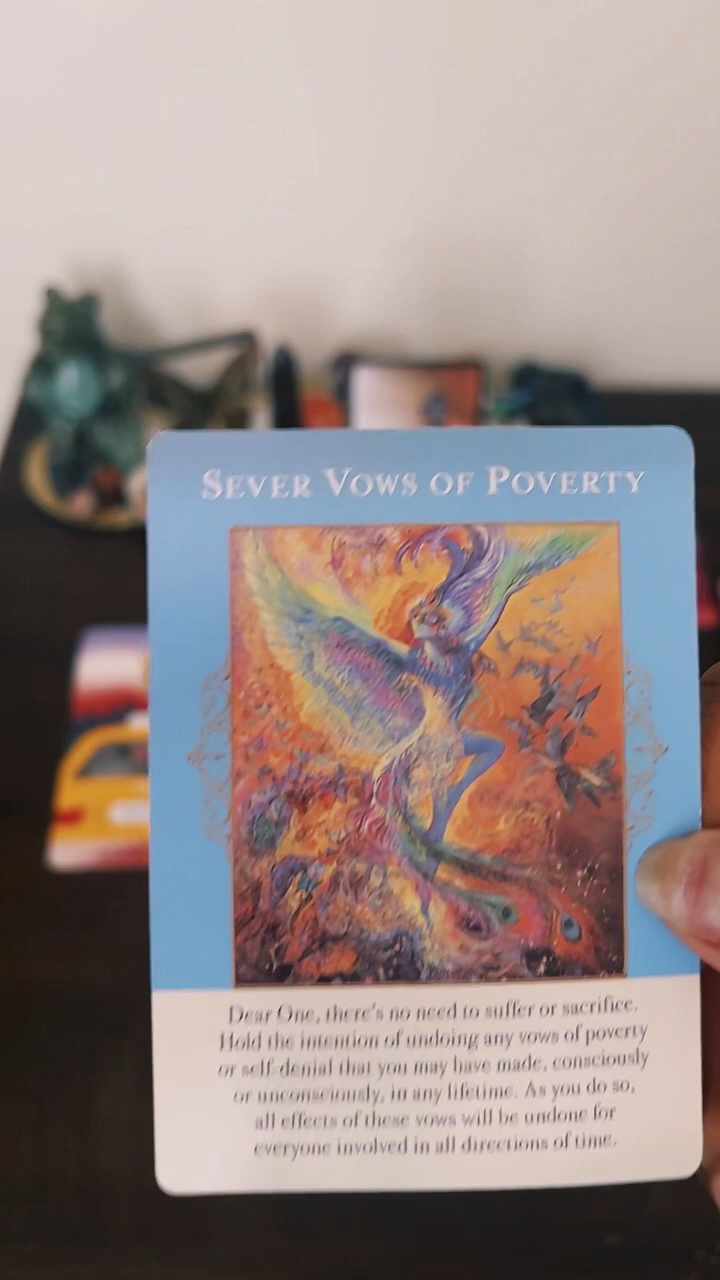 SEVER VOWS OF POVERTY
Dear One, there's no need to suffer or sacrifice.
Hold the intention of undoing any vows of poverty
or self-denial that you may have made, consciously
or unconsciously, in any lifetime. As you do so,
all effects of these vows will be undone for
everyone involved in all directions of time.